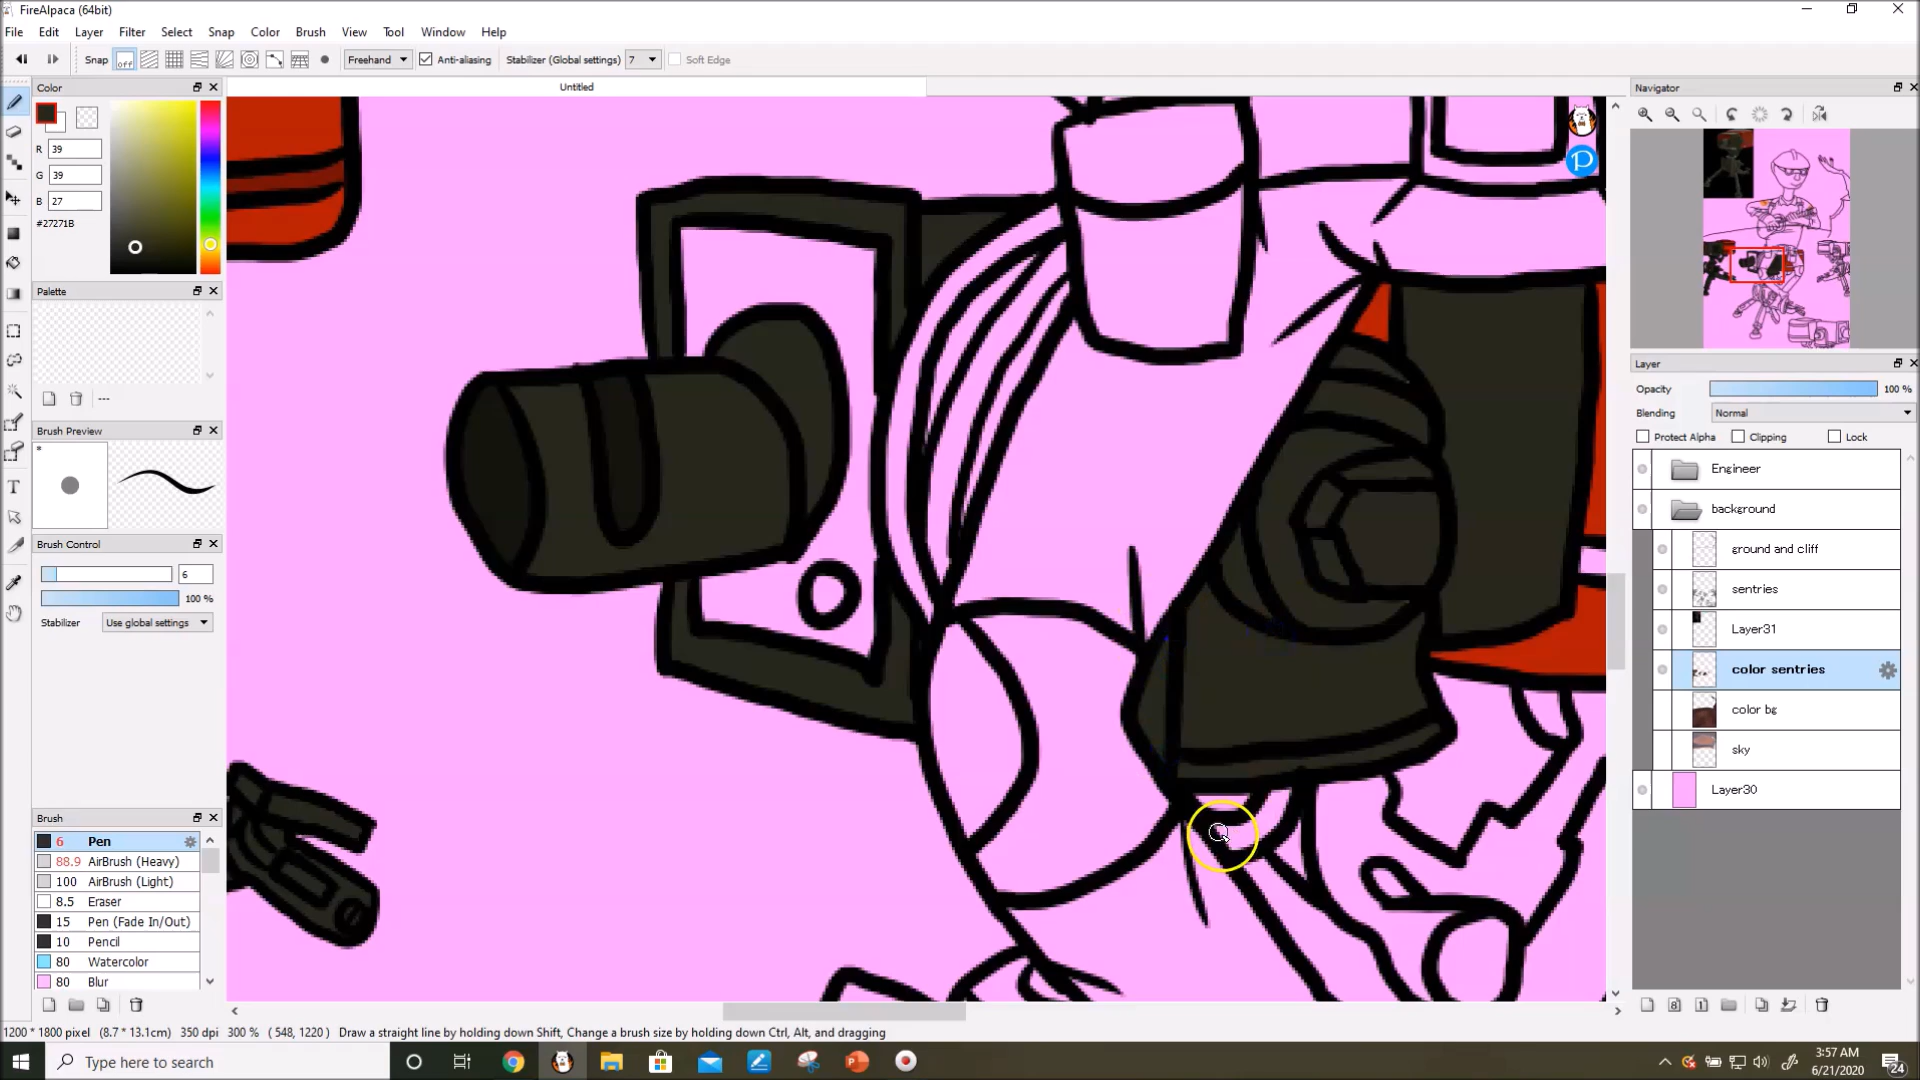 FireAlpaca (64bit)
File Edit Layer Filter Select Snap Color Brush View Tool Window Help
Snap off Freehand Anti-aliasing Stabilizer (Global settings) 7 Soft Edge
Color Untitled Navigator
R 39
G 39
B 27
#27271B
Palette
---
Brush Preview
*
Brush Control
6
100 %
Stabilizer Use global settings
Brush
6 Pen
88.9 AirBrush (Heavy)
100 AirBrush (Light)
8.5 Eraser
15 Pen (Fade In/Out)
10 Pencil
80 Watercolor
80 Blur
P
Layer
Opacity 100 %
Blending Normal
Protect Alpha Clipping Lock
Engineer
background
ground and cliff
sentries
Layer31
color sentries
color bg
sky
Layer30
1200 * 1800 pixel (8.7 * 13.1cm) 350 dpi 300 % ( 548, 1220 ) Draw a straight line by holding down Shift, Change a brush size by holding down Ctrl, Alt, and dragging
Type here to search
3:57 AM
6/21/2020
24